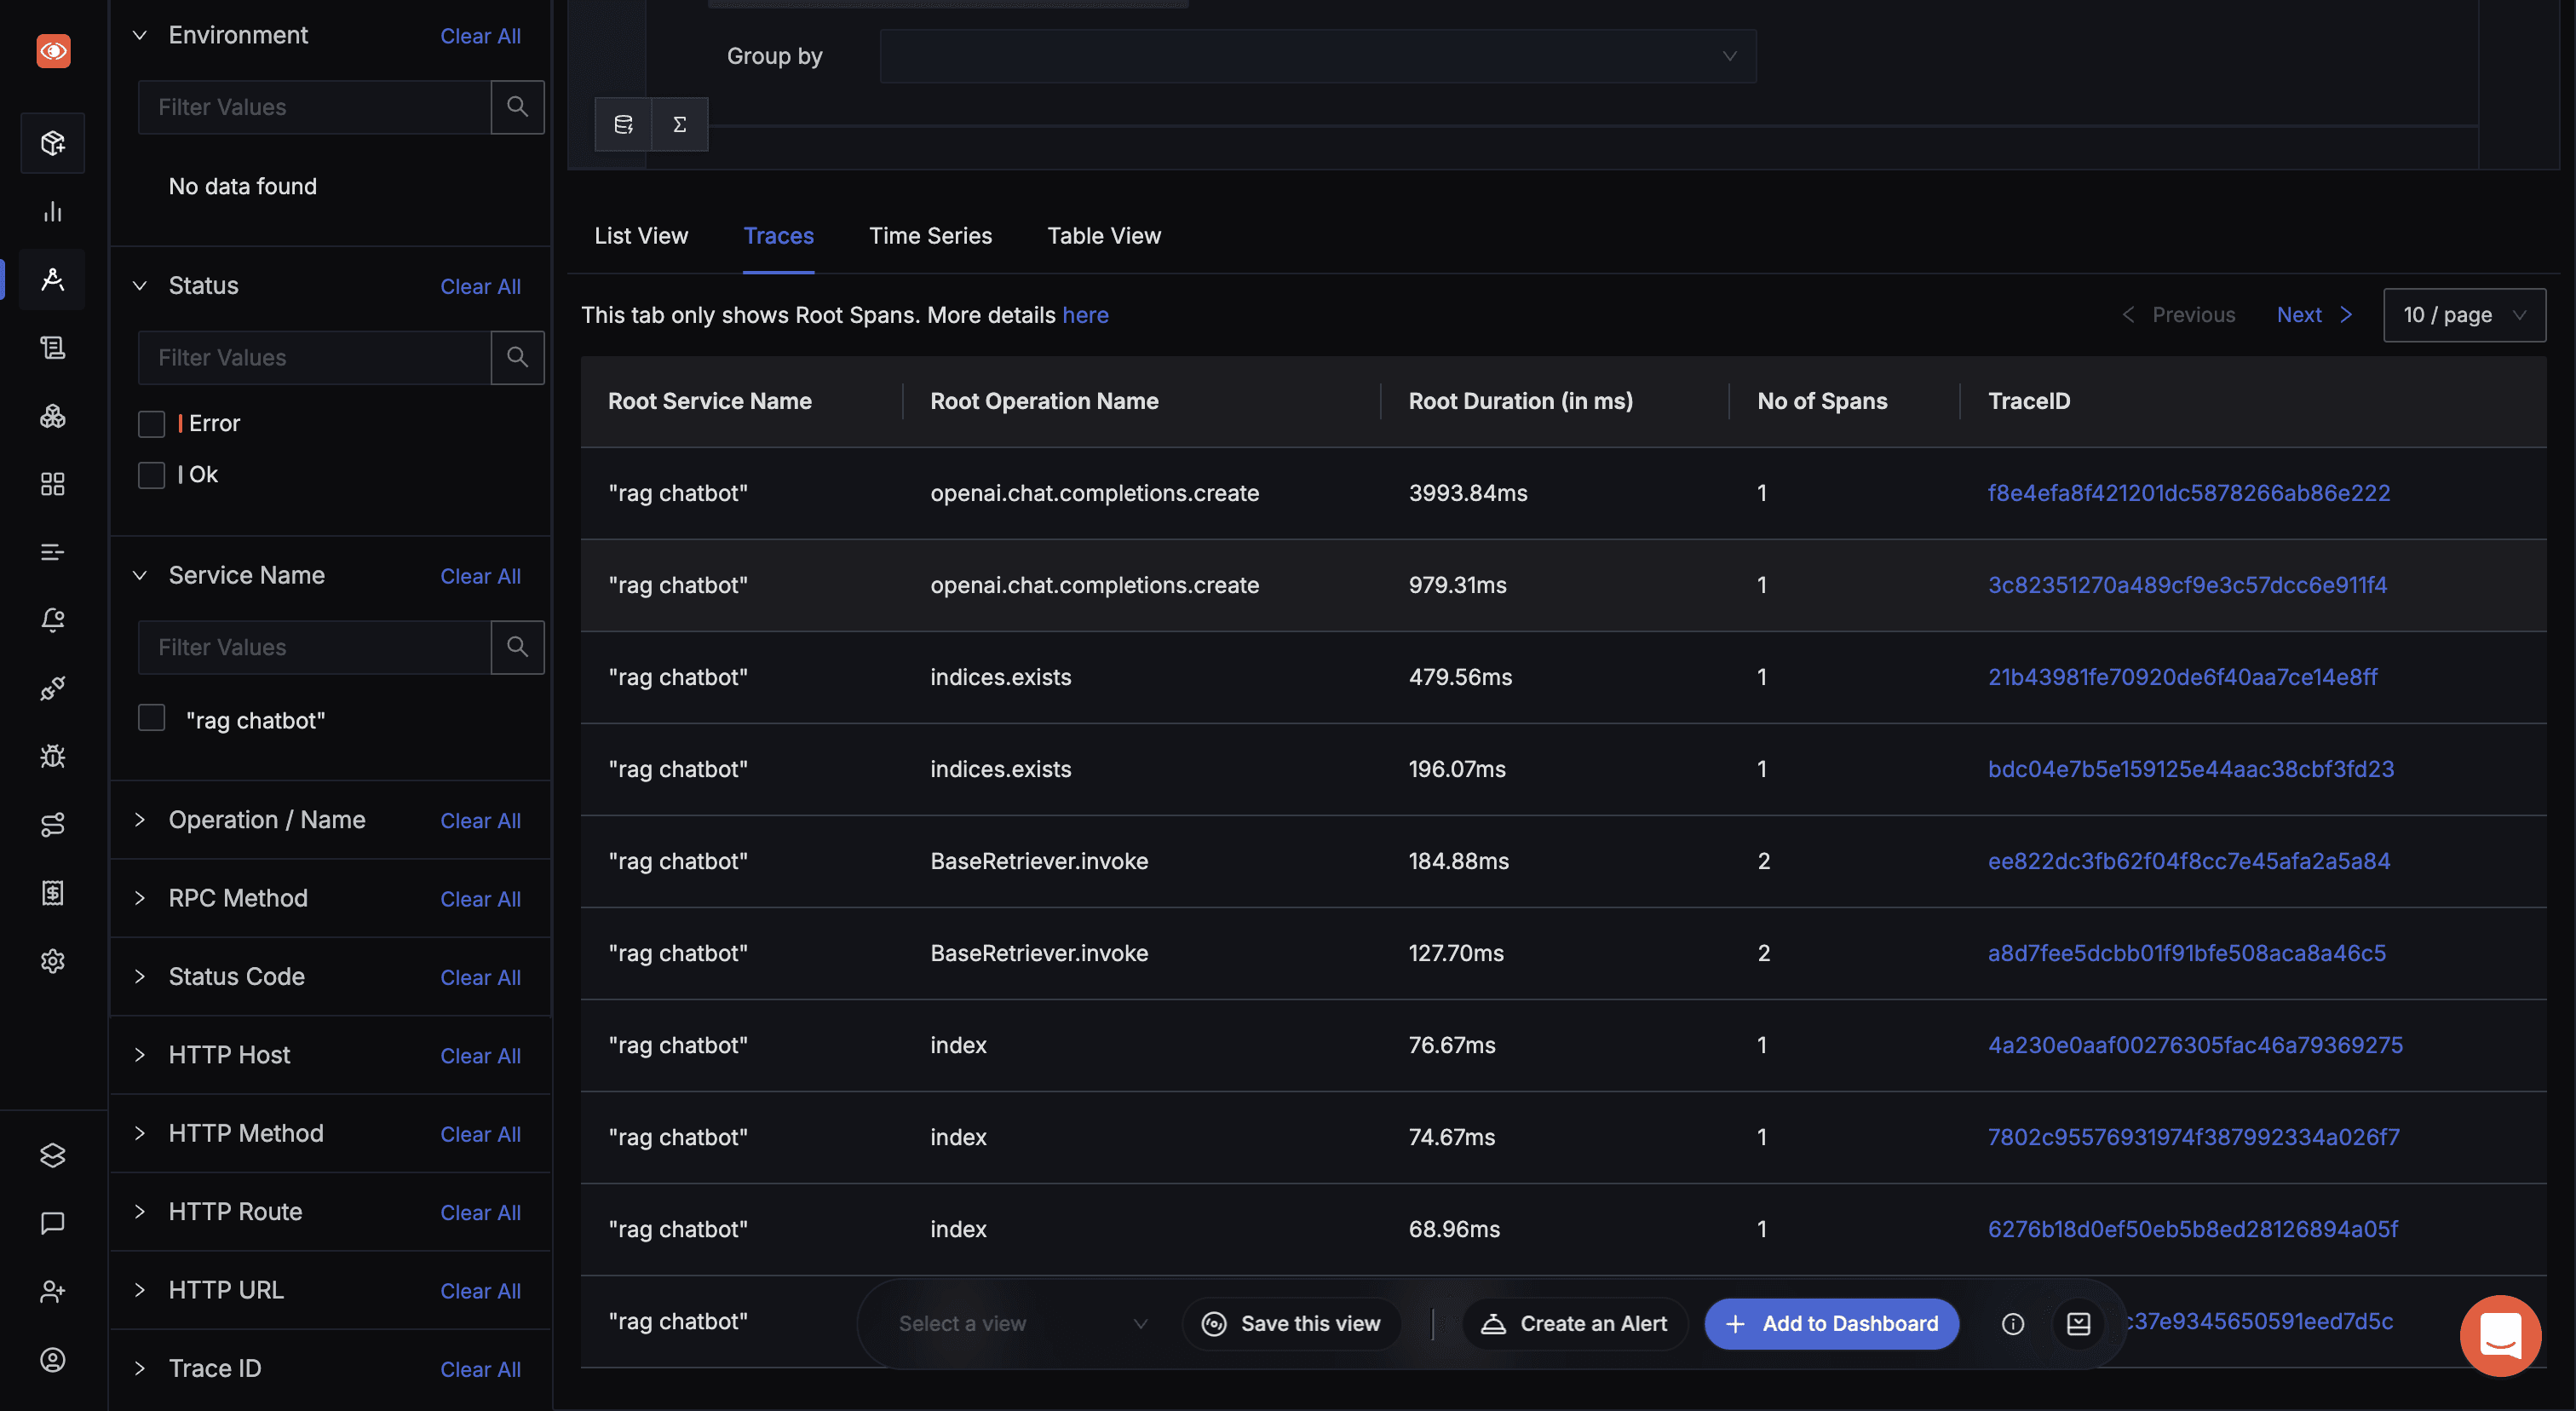 Environment
Clear All
Filter Values
No data found
Status
Clear All
Filter Values
Error
Ok
Service Name
Clear All
Filter Values
"rag chatbot"
Operation / Name
Clear All
RPC Method
Clear All
Status Code
Clear All
HTTP Host
Clear All
HTTP Method
Clear All
HTTP Route
Clear All
HTTP URL
Clear All
Trace ID
Clear All
Group by
Σ
List View Traces Time Series Table View
This tab only shows Root Spans. More details here
Previous Next 10 / page
Root Service Name Root Operation Name Root Duration (in ms) No of Spans TraceID
"rag chatbot" openai.chat.completions.create 3993.84ms 1 f8e4efa8f421201dc5878266ab86e222
"rag chatbot" openai.chat.completions.create 979.31ms 1 3c82351270a489cf9e3c57dcc6e911f4
"rag chatbot" indices.exists 479.56ms 1 21b43981fe70920de6f40aa7ce14e8ff
"rag chatbot" indices.exists 196.07ms 1 bdc04e7b5e159125e44aac38cbf3fd23
"rag chatbot" BaseRetriever.invoke 184.88ms 2 ee822dc3fb62f04f8cc7e45afa2a5a84
"rag chatbot" BaseRetriever.invoke 127.70ms 2 a8d7fee5dcbb01f91bfe508aca8a46c5
"rag chatbot" index 76.67ms 1 4a230e0aaf00276305fac46a79369275
"rag chatbot" index 74.67ms 1 7802c95576931974f387992334a026f7
"rag chatbot" index 68.96ms 1 6276b18d0ef50eb5b8ed28126894a05f
"rag chatbot" c37e9345650591eed7d5c
Select a view Save this view Create an Alert Add to Dashboard